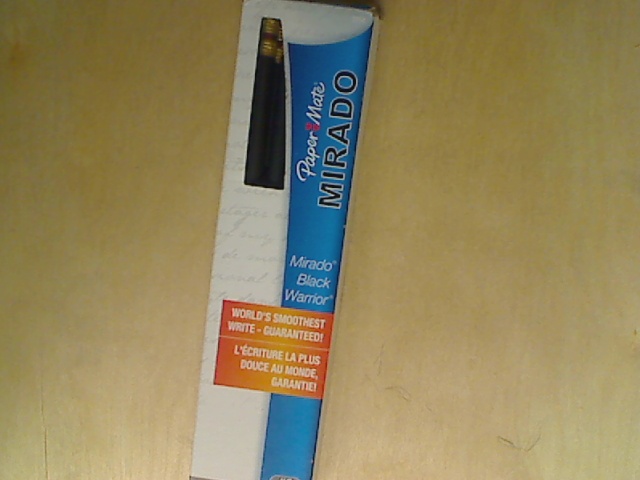 Paper Mate®
MIRADO
Mirado®
Black
Warrior®
WORLD'S SMOOTHEST
WRITE - GUARANTEED!
L'ÉCRITURE LA PLUS
DOUCE AU MONDE,
GARANTIE!